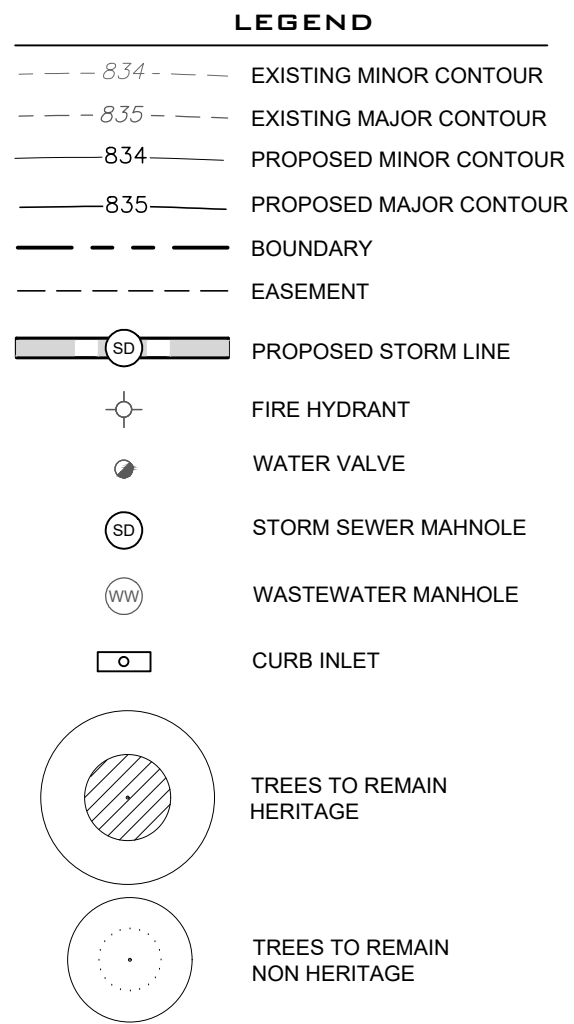 LEGEND
834 EXISTING MINOR CONTOUR
835 EXISTING MAJOR CONTOUR
834 PROPOSED MINOR CONTOUR
835 PROPOSED MAJOR CONTOUR
BOUNDARY
EASEMENT
SD PROPOSED STORM LINE
FIRE HYDRANT
WATER VALVE
SD STORM SEWER MAHNOLE
WW WASTEWATER MANHOLE
CURB INLET
TREES TO REMAIN
HERITAGE
TREES TO REMAIN
NON HERITAGE